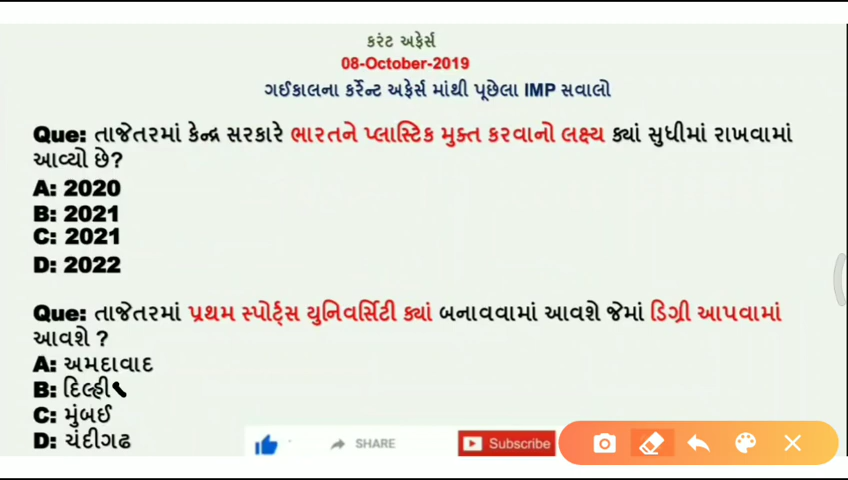 કરંટ અફેર્સ
08-October-2019
ગઈકાલના કર્રેન્ટ અફેર્સ માંથી પૂછેલા IMP સવાલો
Que: તાજેતરમાં કેન્દ્ર સરકારે ભારતને પ્લાસ્ટિક મુક્ત કરવાનો લક્ષ્ય ક્યાં સુધીમાં રાખવામાં
આવ્યો છે?
A: 2020
B: 2021
C: 2021
D: 2022
Que: તાજેતરમાં પ્રથમ સ્પોર્ટ્સ યુનિવર્સિટી ક્યાં બનાવવામાં આવશે જેમાં ડિગ્રી આપવામાં
આવશે ?
A: અમદાવાદ
B: દિલ્હી
C: મુંબઈ
D: ચંદીગઢ
SHARE
Subscribe